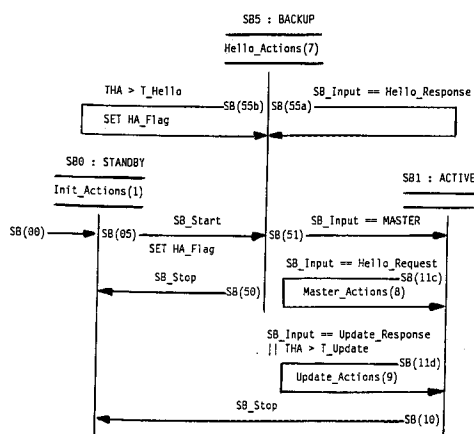 SB5 : BACKUP
Hello_Actions(7)
THA > T_Hello
SB(55b)
SB(55a)
SB_Input == Hello_Response
SET HA_Flag
SB0 : STANDBY
SB1 : ACTIVE
Init_Actions(1)
SB(00)
SB(05)
SB_Start
SB(51)
SB_Input == MASTER
SET HA_Flag
SB_Input == Hello_Request
SB_Stop
SB(50)
SB(11c)
Master_Actions(8)
SB_Input == Update_Response
|| THA > T_Update
SB(11d)
Update_Actions(9)
SB_Stop
SB(10)